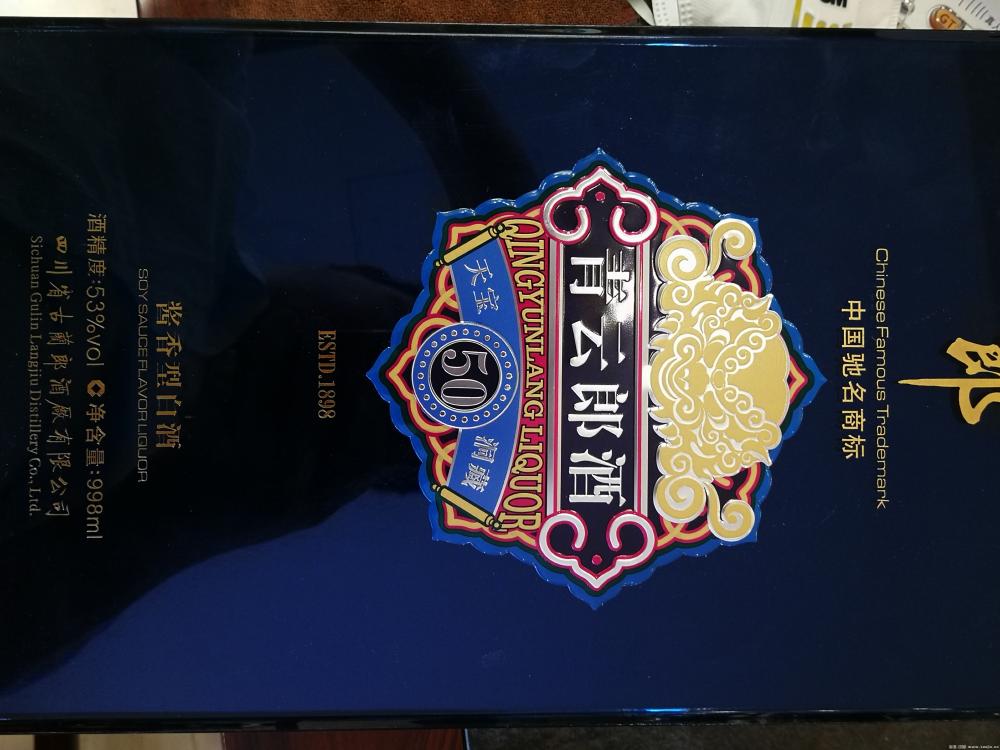 郎
Chinese Famous Trademark
中国驰名商标
青云郎酒
QINGYUNLANG LIQUOR
天宝
50
洞藏
ESTD.1898
酱香型白酒
SOY SAUCE FLAVOR LIQUOR
酒精度:53%vol 净含量:998ml
四川省古蔺郎酒厂有限公司
Sichuan Gulin Langjiu Distillery Co., Ltd.